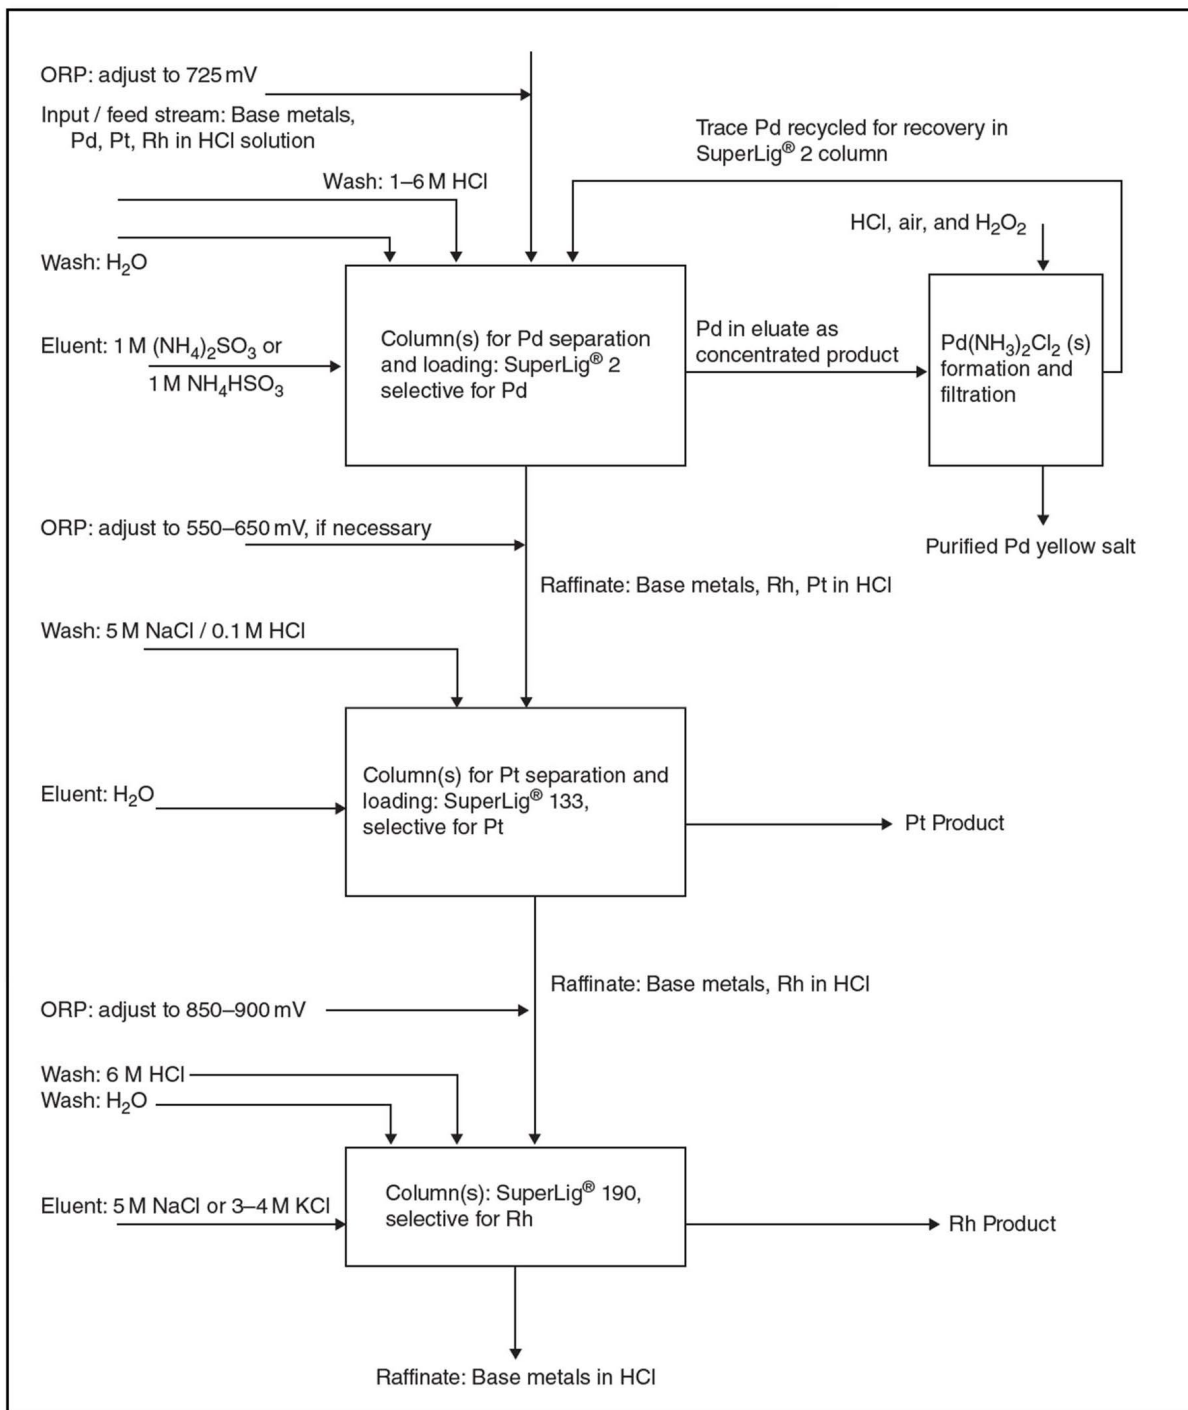 ORP: adjust to 725 mV
Input / feed stream: Base metals,
Pd, Pt, Rh in HCl solution
Trace Pd recycled for recovery in
SuperLig® 2 column
Wash: 1–6 M HCl
HCl, air, and H₂O₂
Wash: H₂O
Eluent: 1 M (NH₄)₂SO₃ or
1 M NH₄HSO₃
Column(s) for Pd separation
and loading: SuperLig® 2
selective for Pd
Pd in eluate as
concentrated product
Pd(NH₃)₂Cl₂ (s)
formation and
filtration
ORP: adjust to 550–650 mV, if necessary
Purified Pd yellow salt
Raffinate: Base metals, Rh, Pt in HCl
Wash: 5 M NaCl / 0.1 M HCl
Eluent: H₂O
Column(s) for Pt separation and
loading: SuperLig® 133,
selective for Pt
Pt Product
Raffinate: Base metals, Rh in HCl
ORP: adjust to 850–900 mV
Wash: 6 M HCl
Wash: H₂O
Eluent: 5 M NaCl or 3–4 M KCl
Column(s): SuperLig® 190,
selective for Rh
Rh Product
Raffinate: Base metals in HCl